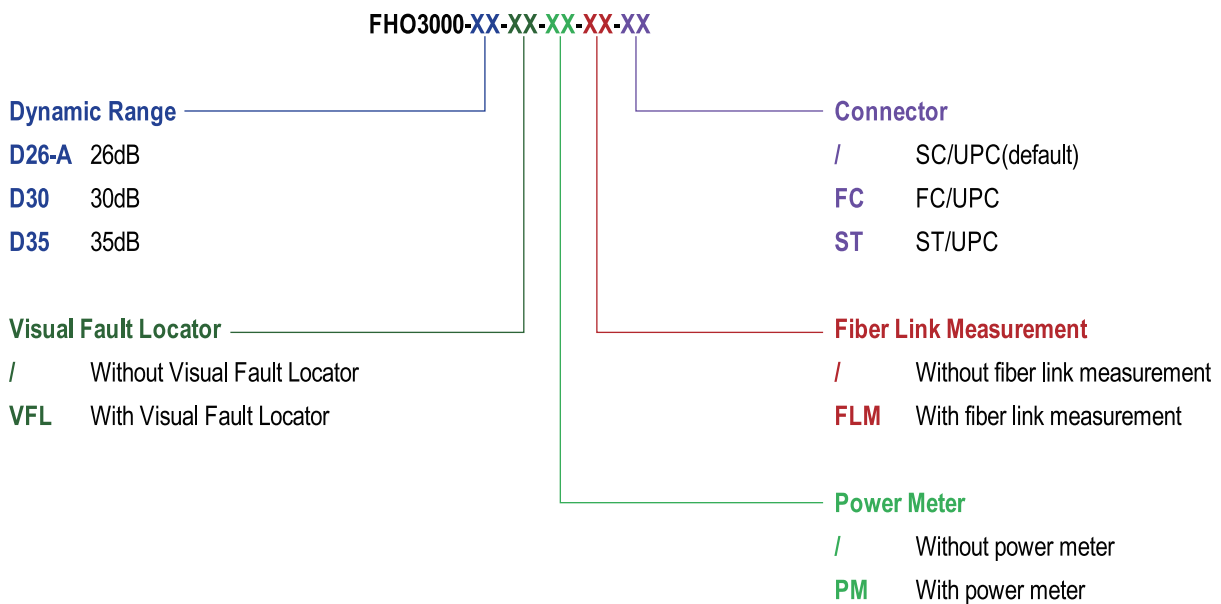 FHO3000-XX-XX-XX-XX-XX
Dynamic Range
D26-A 26dB
D30 30dB
D35 35dB
Visual Fault Locator
/ Without Visual Fault Locator
VFL With Visual Fault Locator
Connector
/ SC/UPC(default)
FC FC/UPC
ST ST/UPC
Fiber Link Measurement
/ Without fiber link measurement
FLM With fiber link measurement
Power Meter
/ Without power meter
PM With power meter